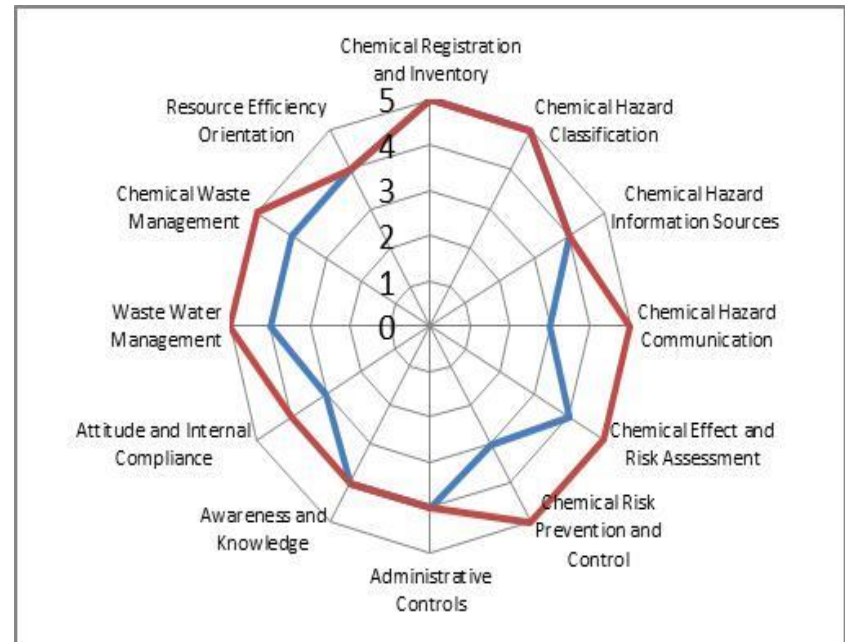 Chemical Registration
and Inventory
Chemical Hazard
Classification
Chemical Hazard
Information Sources
Chemical Hazard
Communication
Chemical Effect and
Risk Assessment
Chemical Risk
Prevention and
Control
Administrative
Controls
Awareness and
Knowledge
Attitude and Internal
Compliance
Waste Water
Management
Chemical Waste
Management
Resource Efficiency
Orientation
5
4
3
2
1
0